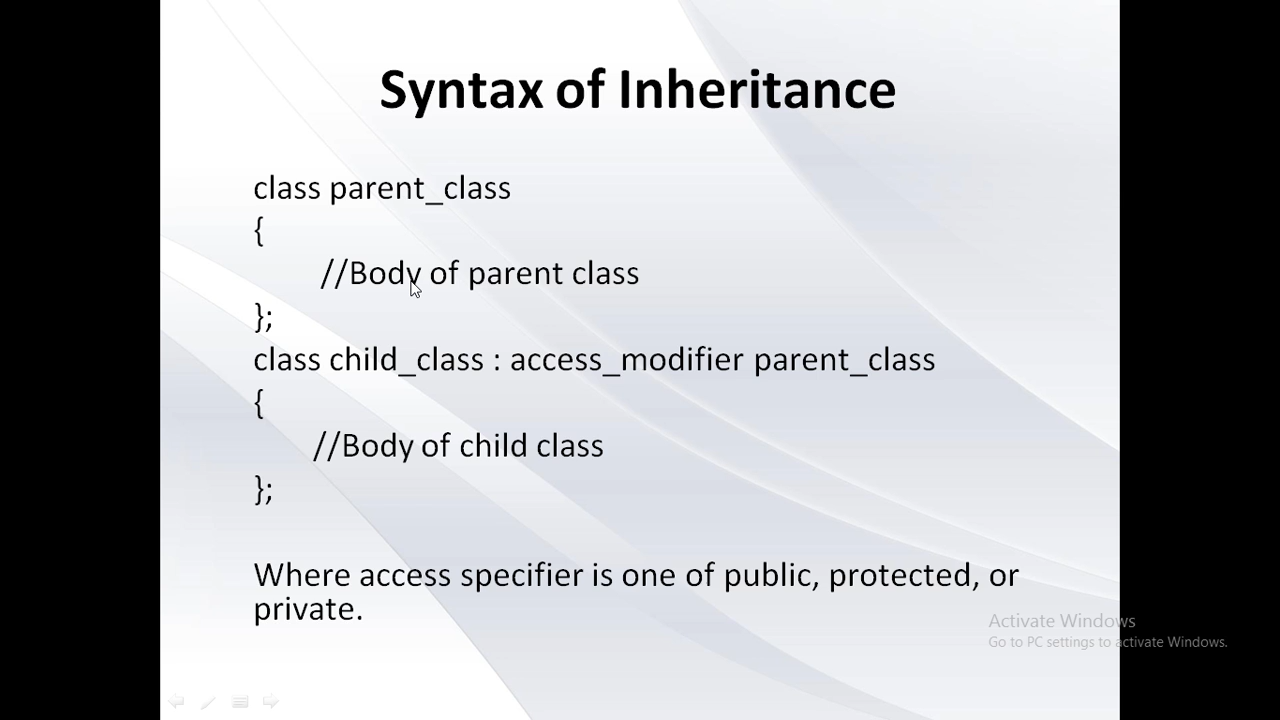 Syntax of Inheritance
class parent_class
{
//Body of parent class
};
class child_class : access_modifier parent_class
{
//Body of child class
};
Where access specifier is one of public, protected, or
private.
Activate Windows
Go to PC settings to activate Windows.